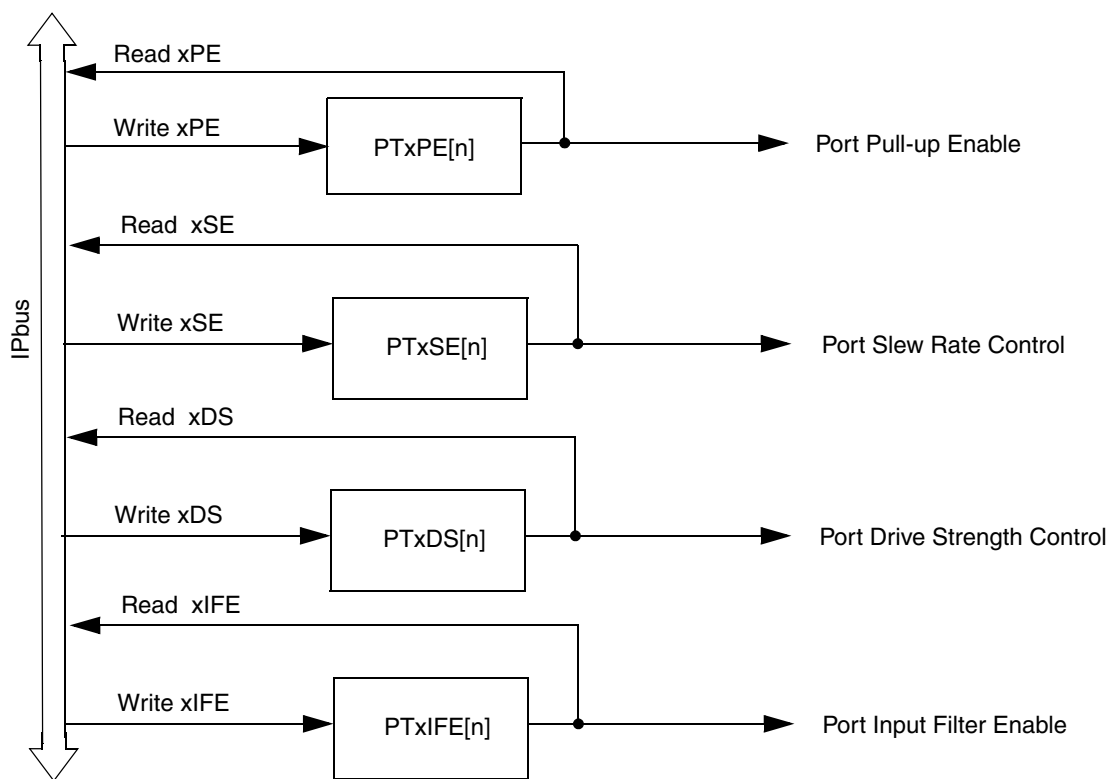 Read xPE
Write xPE
PTxPE[n]
Port Pull-up Enable
Read xSE
IPbus
Write xSE
PTxSE[n]
Port Slew Rate Control
Read xDS
Write xDS
PTxDS[n]
Port Drive Strength Control
Read xIFE
Write xIFE
PTxIFE[n]
Port Input Filter Enable